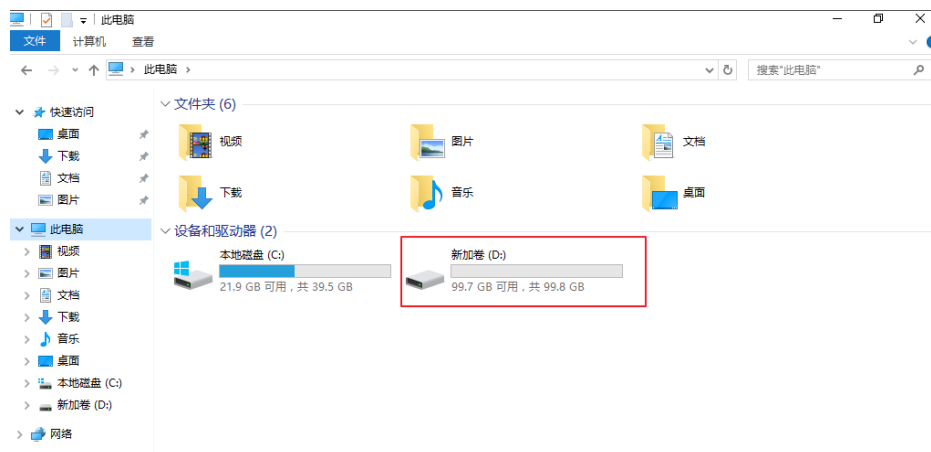 此电脑
文件 计算机 查看
此电脑
搜索"此电脑"
快速访问
桌面
下载
文档
图片
此电脑
视频
图片
文档
下载
音乐
桌面
本地磁盘 (C:)
新加卷 (D:)
网络
文件夹 (6)
视频 图片 文档
下载 音乐 桌面
设备和驱动器 (2)
本地磁盘 (C:)
21.9 GB 可用，共 39.5 GB
新加卷 (D:)
99.7 GB 可用，共 99.8 GB